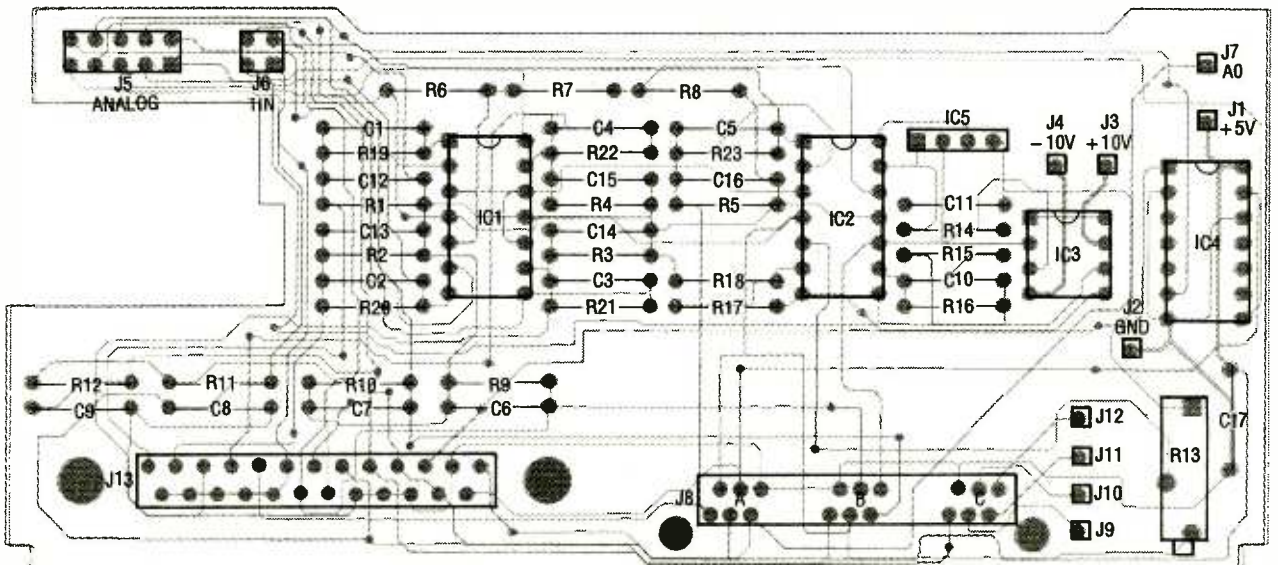 J5
ANALOG
J6
TIN
R6
R7
R8
J7
A0
J1
+5V
IC5
J4
-10V
J3
+10V
C1
R19
C12
R1
C13
R2
C2
R20
IC1
C4
R22
C15
R4
C14
R3
C3
R21
C5
R23
C16
R5
R18
R17
IC2
C11
R14
R15
C10
R16
IC3
IC4
J2
GND
R12
R11
R10
R9
C9
C8
C7
C6
J12
J11
J10
J9
R13
C17
J13
J8
A
B
C